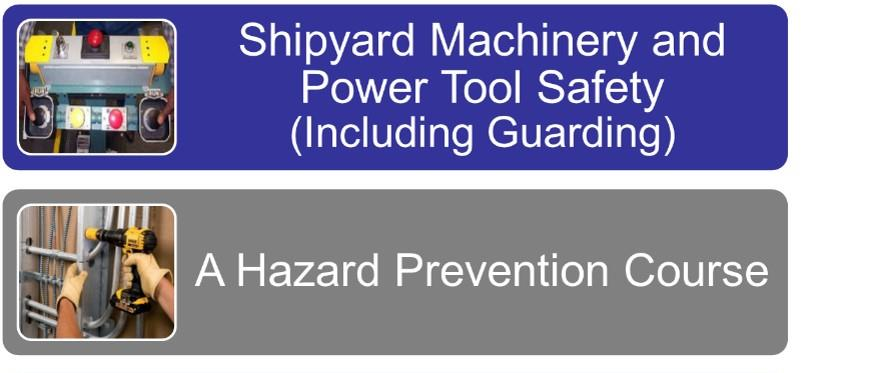 Shipyard Machinery and
Power Tool Safety
(Including Guarding)
A Hazard Prevention Course